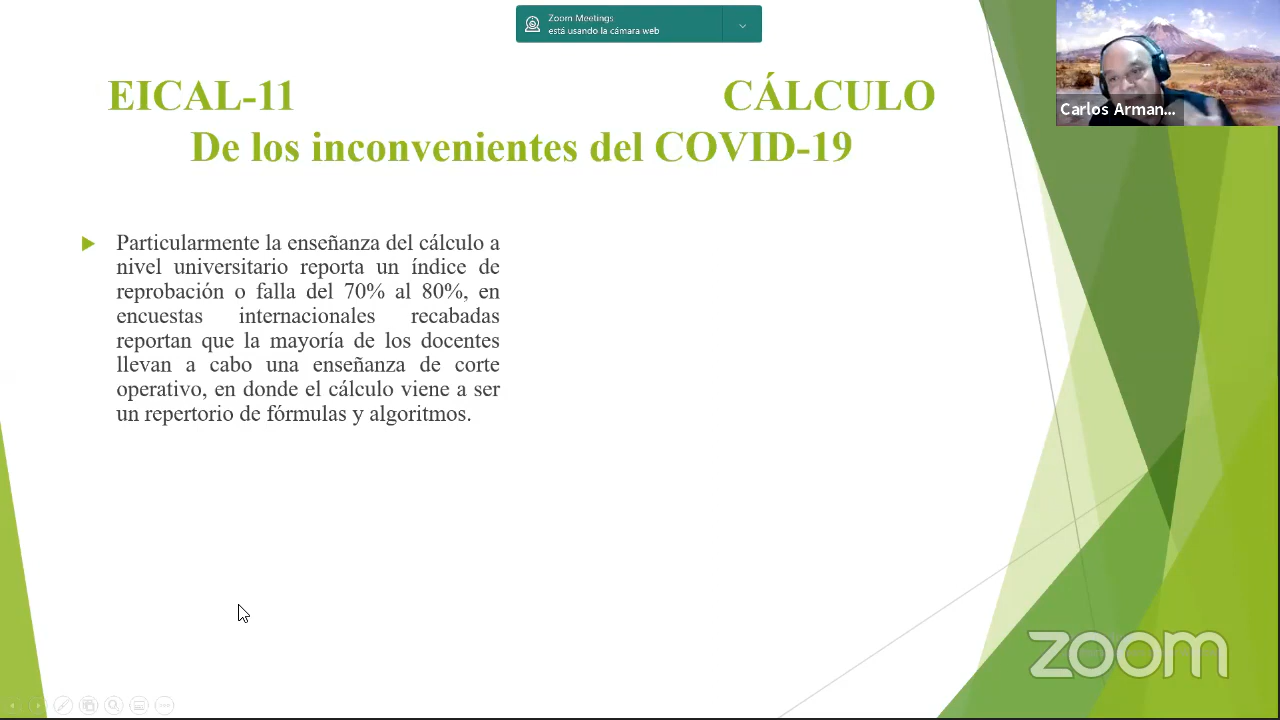 Zoom Meetings
está usando la cámara web
Carlos Arman...
EICAL-11 CÁLCULO
De los inconvenientes del COVID-19
Particularmente la enseñanza del cálculo a
nivel universitario reporta un índice de
reprobación o falla del 70% al 80%, en
encuestas internacionales recabadas
reportan que la mayoría de los docentes
llevan a cabo una enseñanza de corte
operativo, en donde el cálculo viene a ser
un repertorio de fórmulas y algoritmos.
zoom